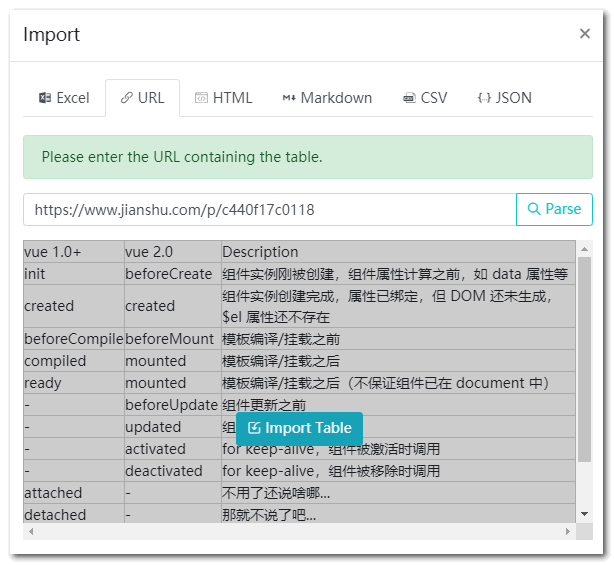 Import
Excel URL HTML Markdown CSV JSON
Please enter the URL containing the table.
https://www.jianshu.com/p/c440f17c0118 Parse
vue 1.0+ vue 2.0 Description
init beforeCreate 组件实例刚被创建，组件属性计算之前，如 data 属性等
created created 组件实例创建完成，属性已绑定，但 DOM 还未生成，
$el 属性还不存在
beforeCompile beforeMount 模板编译/挂载之前
compiled mounted 模板编译/挂载之后
ready mounted 模板编译/挂载之后（不保证组件已在 document 中）
- beforeUpdate 组件更新之前
- updated 组
Import Table
- activated for keep-alive，组件被激活时调用
- deactivated for keep-alive，组件被移除时调用
attached - 不用了还说啥哪...
detached - 那就不说了吧...